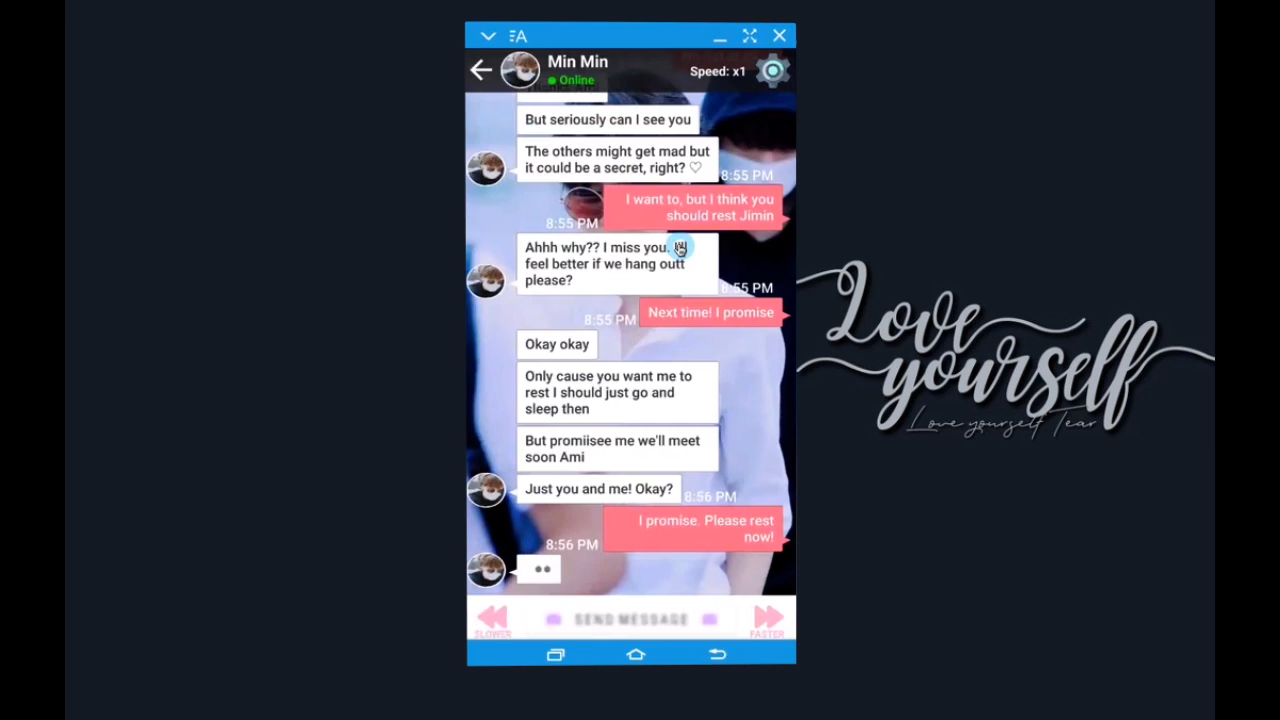 A
Min Min
Online
Speed: x1
But seriously can I see you
The others might get mad but
it could be a secret, right? ♡
8:55 PM
I want to, but I think you
should rest Jimin
8:55 PM
Ahhh why?? I miss you.
feel better if we hang outt
please?
8:55 PM
Next time! I promise
8:55 PM
Okay okay
Only cause you want me to
rest I should just go and
sleep then
But promiisee me we'll meet
soon Ami
Just you and me! Okay?
8:56 PM
I promise. Please rest
now!
8:56 PM
SLOWER
SEND MESSAGE
FASTER
Love
yourself
Love yourself Tear